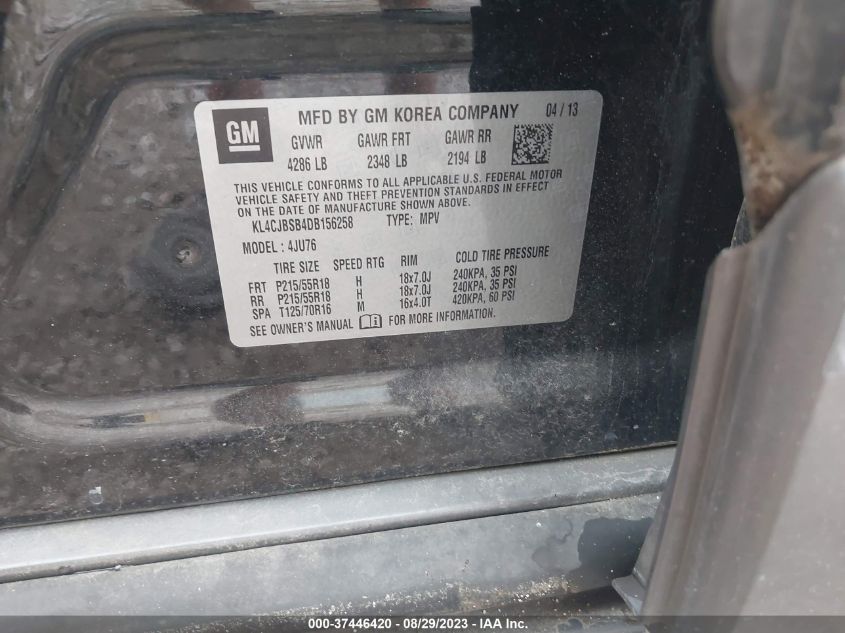 GM
MFD BY GM KOREA COMPANY 04 / 13
GVWR GAWR FRT GAWR RR
4286 LB 2348 LB 2194 LB
THIS VEHICLE CONFORMS TO ALL APPLICABLE U.S. FEDERAL MOTOR
VEHICLE SAFETY AND THEFT PREVENTION STANDARDS IN EFFECT
ON THE DATE OF MANUFACTURE SHOWN ABOVE.
KL4CJBSB4DB156258 TYPE: MPV
MODEL: 4JU76
TIRE SIZE SPEED RTG RIM COLD TIRE PRESSURE
FRT P215/55R18 H 18x7.0J 240KPA, 35 PSI
RR P215/55R18 H 18x7.0J 240KPA, 35 PSI
SPA T125/70R16 M 16x4.0T 420KPA, 60 PSI
SEE OWNER'S MANUAL FOR MORE INFORMATION.
000-37446420 - 08/29/2023 - IAA Inc.